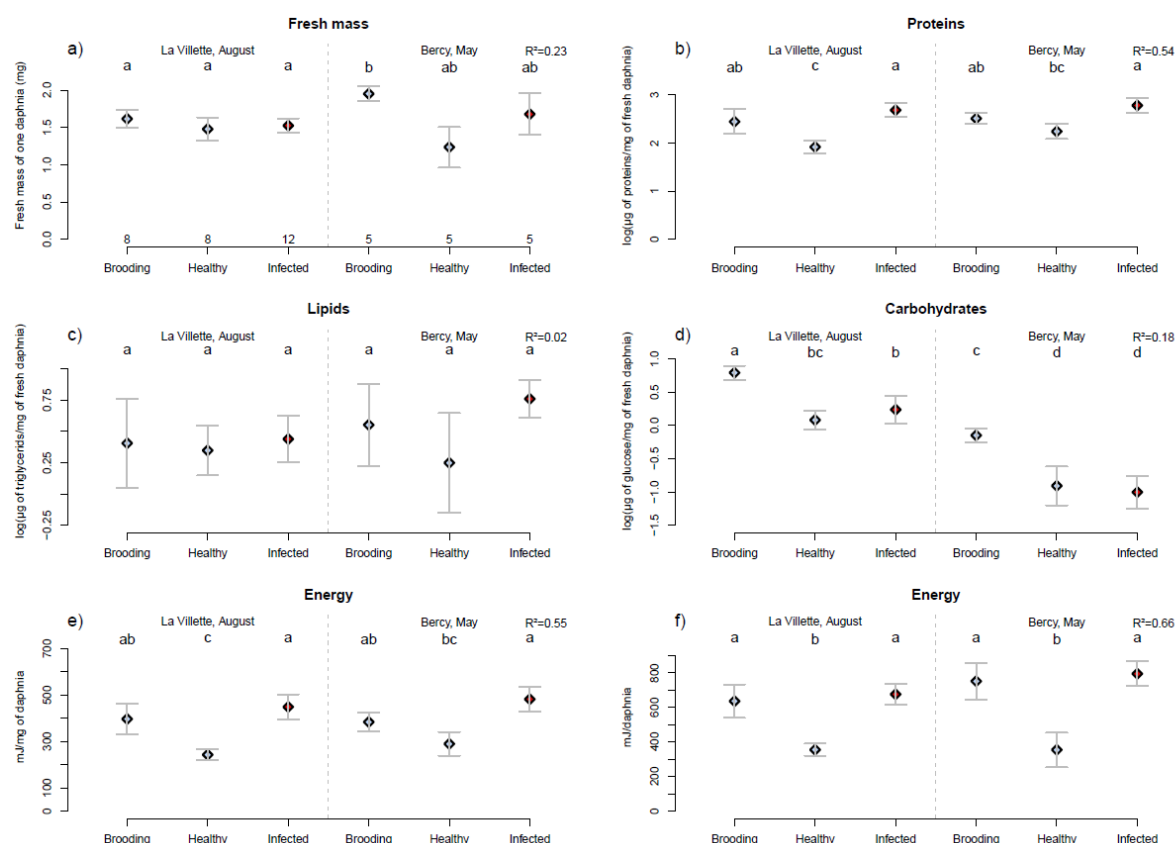 Fresh mass
a)
La Villette, August
Bercy, May
R²=0.23
a a a b ab ab
Fresh mass of one daphnia (mg)
2.0
1.5
1.0
0.5
0.0
8 8 12 5 5 5
Brooding Healthy Infected Brooding Healthy Infected
Proteins
b)
La Villette, August
Bercy, May
R²=0.54
ab c a ab bc a
log(µg of proteins/mg of fresh daphnia)
3
2
1
0
Brooding Healthy Infected Brooding Healthy Infected
Lipids
c)
La Villette, August
Bercy, May
R²=0.02
a a a a a a
log(µg of triglycerids/mg of fresh daphnia)
0.75
0.25
−0.25
Brooding Healthy Infected Brooding Healthy Infected
Carbohydrates
d)
La Villette, August
Bercy, May
R²=0.18
a bc b c d d
log(µg of glucose/mg of fresh daphnia)
1.0
0.5
0.0
−0.5
−1.0
−1.5
Brooding Healthy Infected Brooding Healthy Infected
Energy
e)
La Villette, August
Bercy, May
R²=0.55
ab c a ab bc a
mJ/mg of daphnia
700
500
300
100
0
Brooding Healthy Infected Brooding Healthy Infected
Energy
f)
La Villette, August
Bercy, May
R²=0.66
a b a a b a
mJ/daphnia
800
600
400
200
0
Brooding Healthy Infected Brooding Healthy Infected